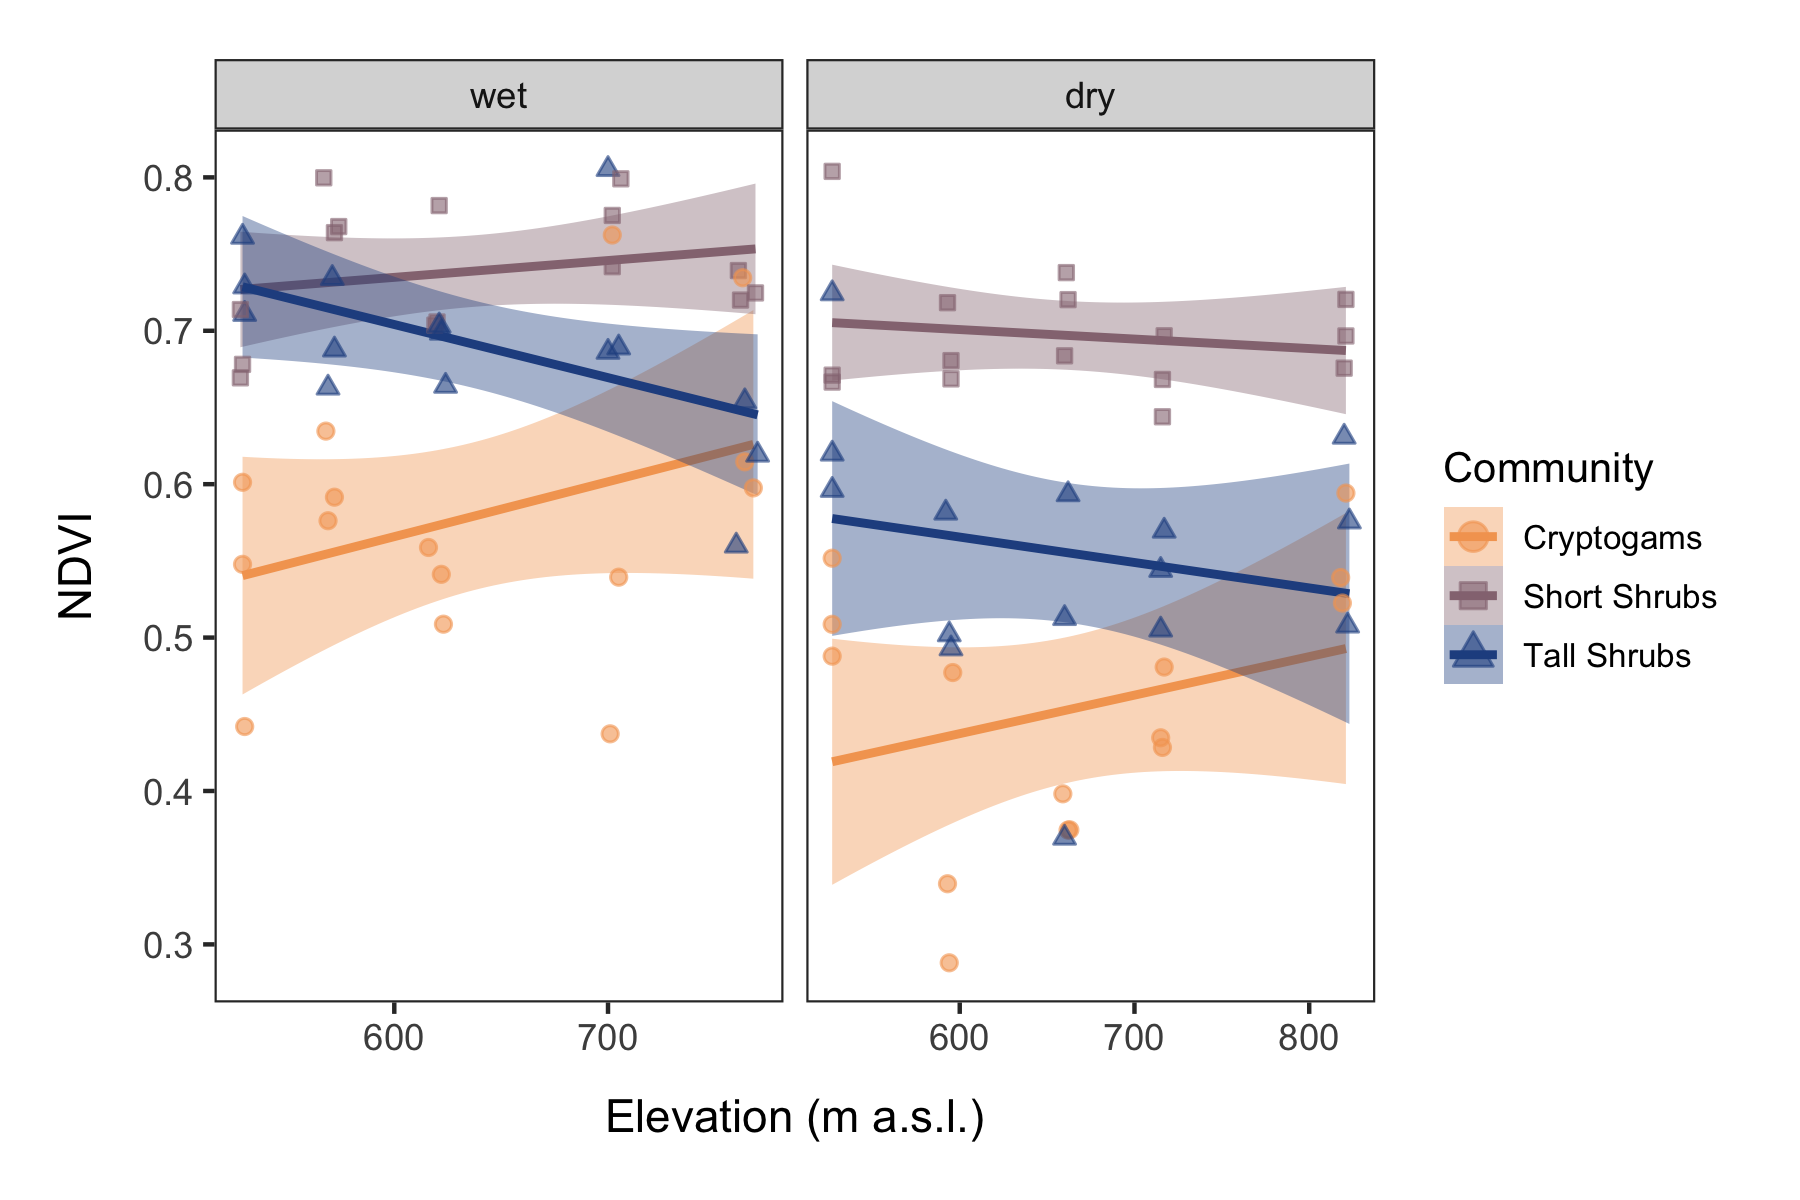 wet
dry
0.8
0.7
0.6
0.5
0.4
0.3
NDVI
600
700
600
700
800
Elevation (m a.s.l.)
Community
Cryptogams
Short Shrubs
Tall Shrubs